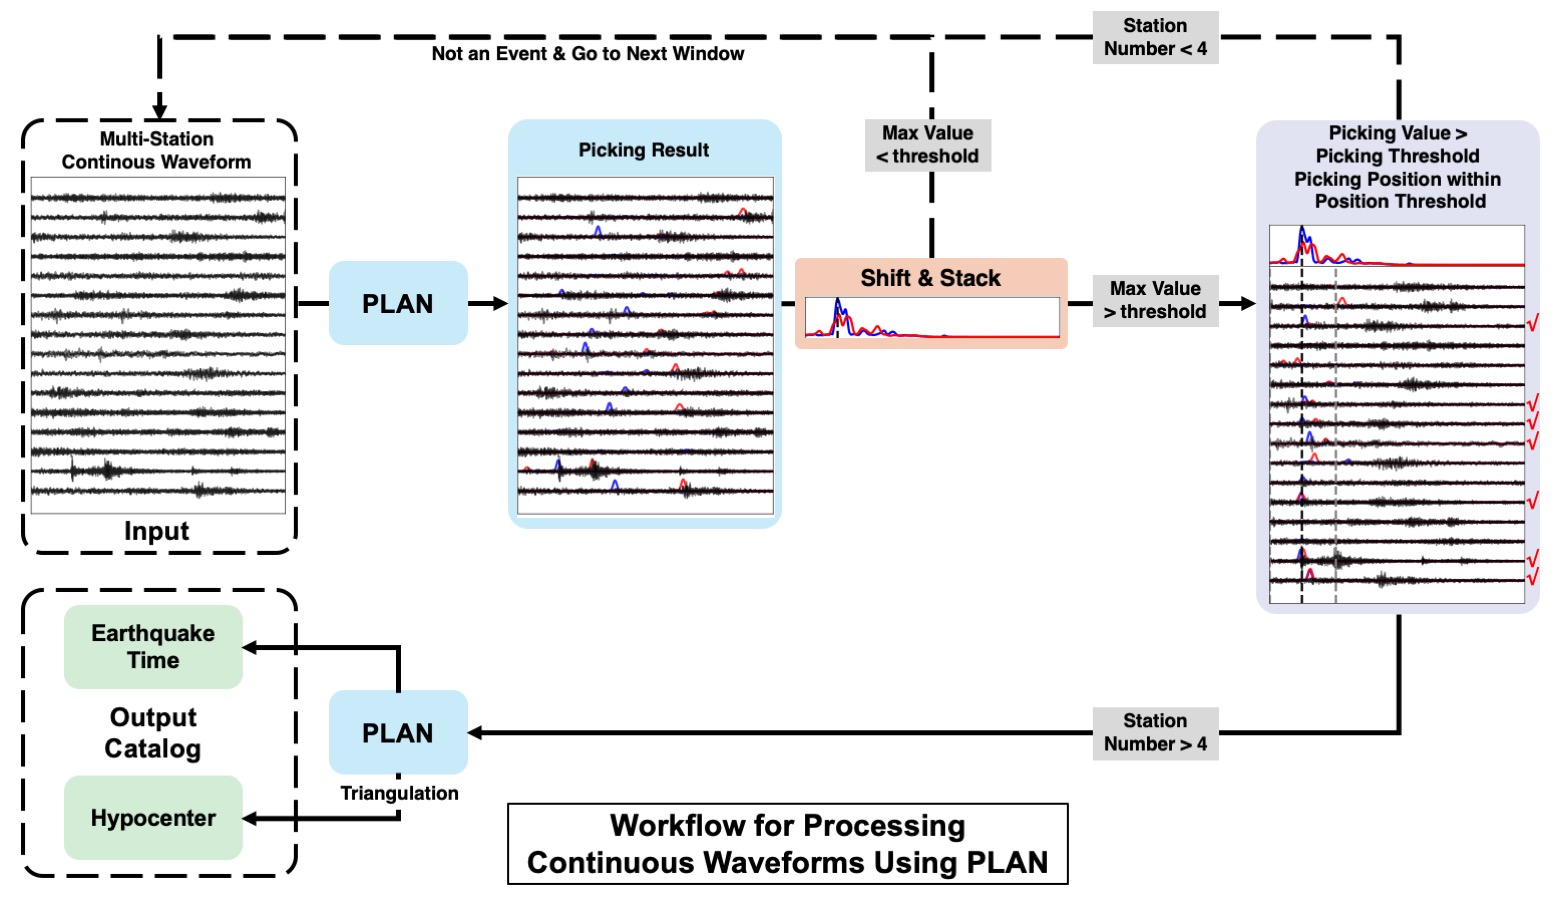 Station
Number < 4
Not an Event & Go to Next Window
Multi-Station
Continous Waveform
Input
PLAN
Picking Result
Max Value
< threshold
Shift & Stack
Max Value
> threshold
Picking Value >
Picking Threshold
Picking Position within
Position Threshold
√
√
√
√
√
√
√
Station
Number > 4
PLAN
Triangulation
Earthquake
Time
Output
Catalog
Hypocenter
Workflow for Processing
Continuous Waveforms Using PLAN